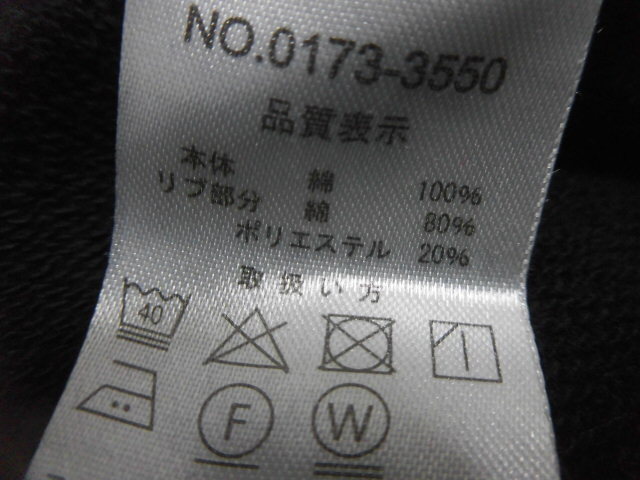 NO.0173-3550
品質表示
本体 綿 100%
リブ部分 綿 80%
ポリエステル 20%
取扱い方
40
F
W